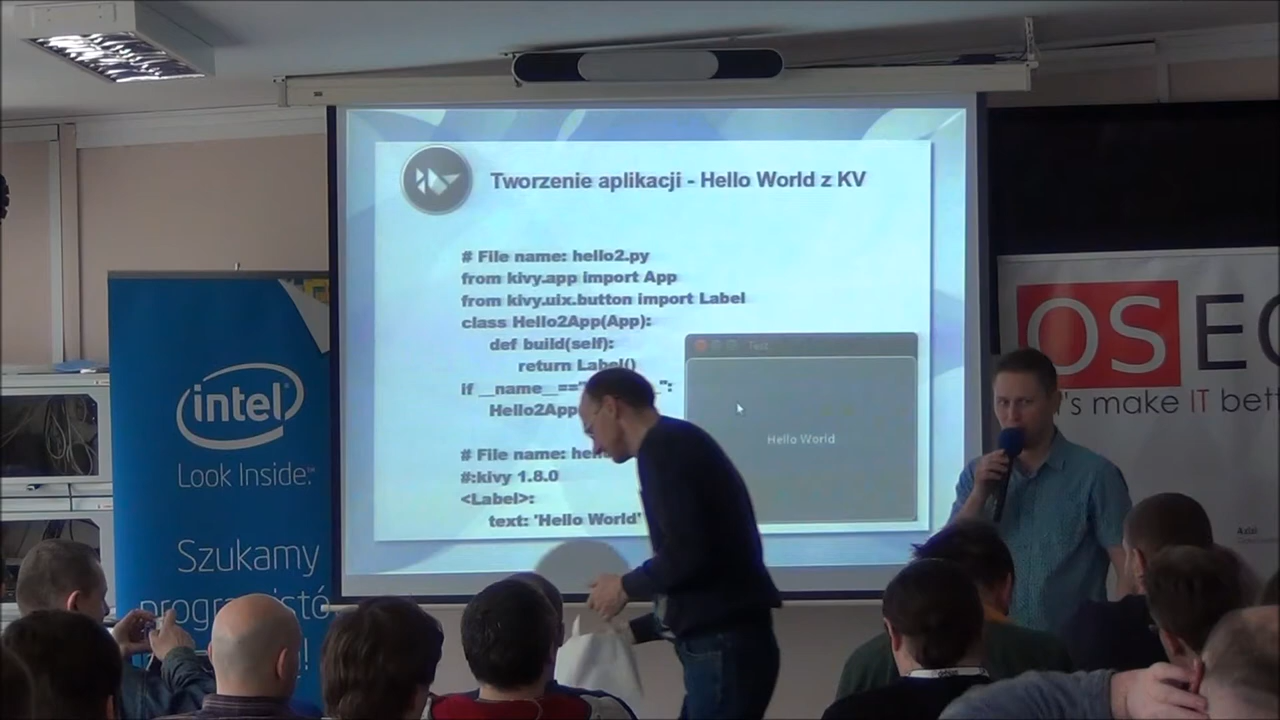 Tworzenie aplikacji - Hello World z KV
# File name: hello2.py
from kivy.app import App
from kivy.uix.button import Label
class Hello2App(App):
def build(self):
return Label()
if __name__=="
_":
Hello2App
# File name:
#:kivy 1.8.0
<Label>:
text: 'Hello World'
Test
Hello World
intel
Look Inside.
Szukamy
OS
make IT